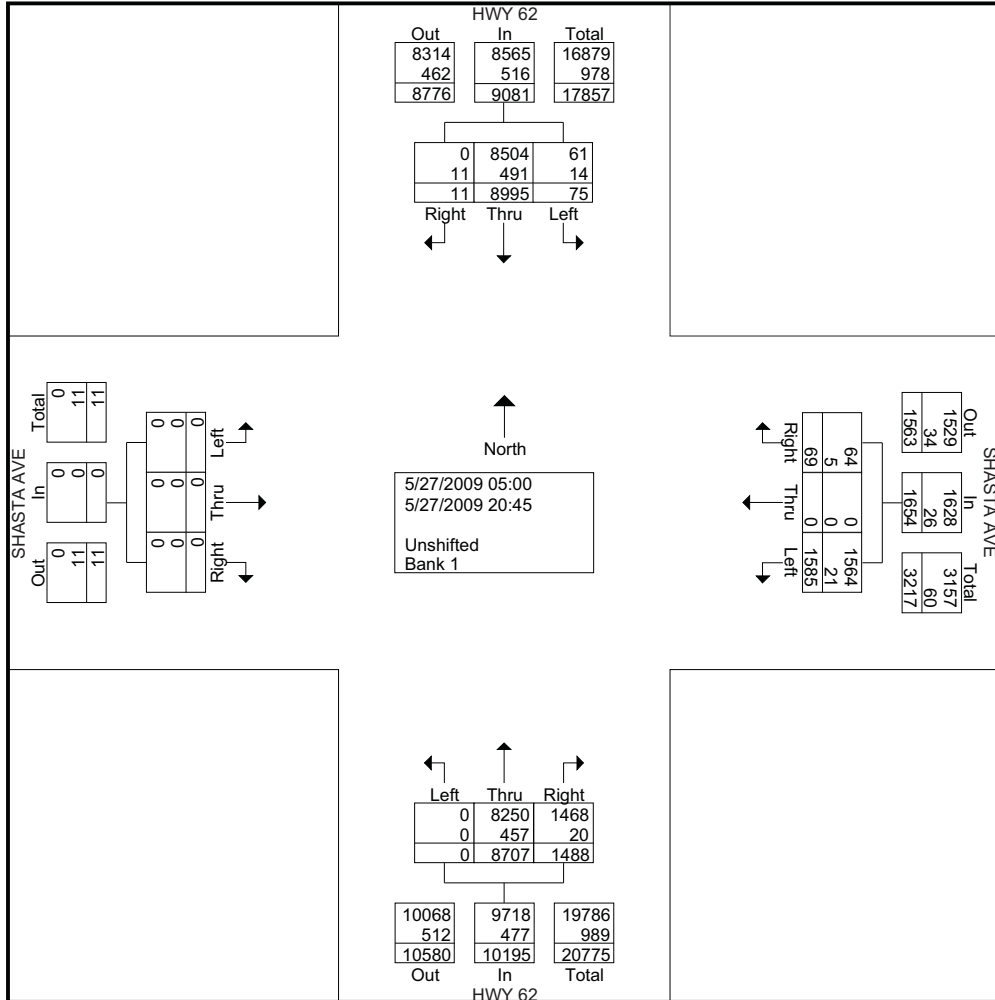 HWY 62
Out In Total
8314 8565 16879
462 516 978
8776 9081 17857
0 8504 61
11 491 14
11 8995 75
Right Thru Left
SHASTA AVE
Total
0
11
11
In
0
0
0
Out
0
11
11
Left
0
0
0
Thru
0
0
0
Right
0
0
0
North
5/27/2009 05:00
5/27/2009 20:45
Unshifted
Bank 1
Right
64
5
69
Thru
0
0
0
Left
1564
21
1585
SHASTA AVE
Out
1529
34
1563
In
1628
26
1654
Total
3157
60
3217
Left Thru Right
0 8250 1468
0 457 20
0 8707 1488
10068 9718 19786
512 477 989
10580 10195 20775
Out In Total
HWY 62